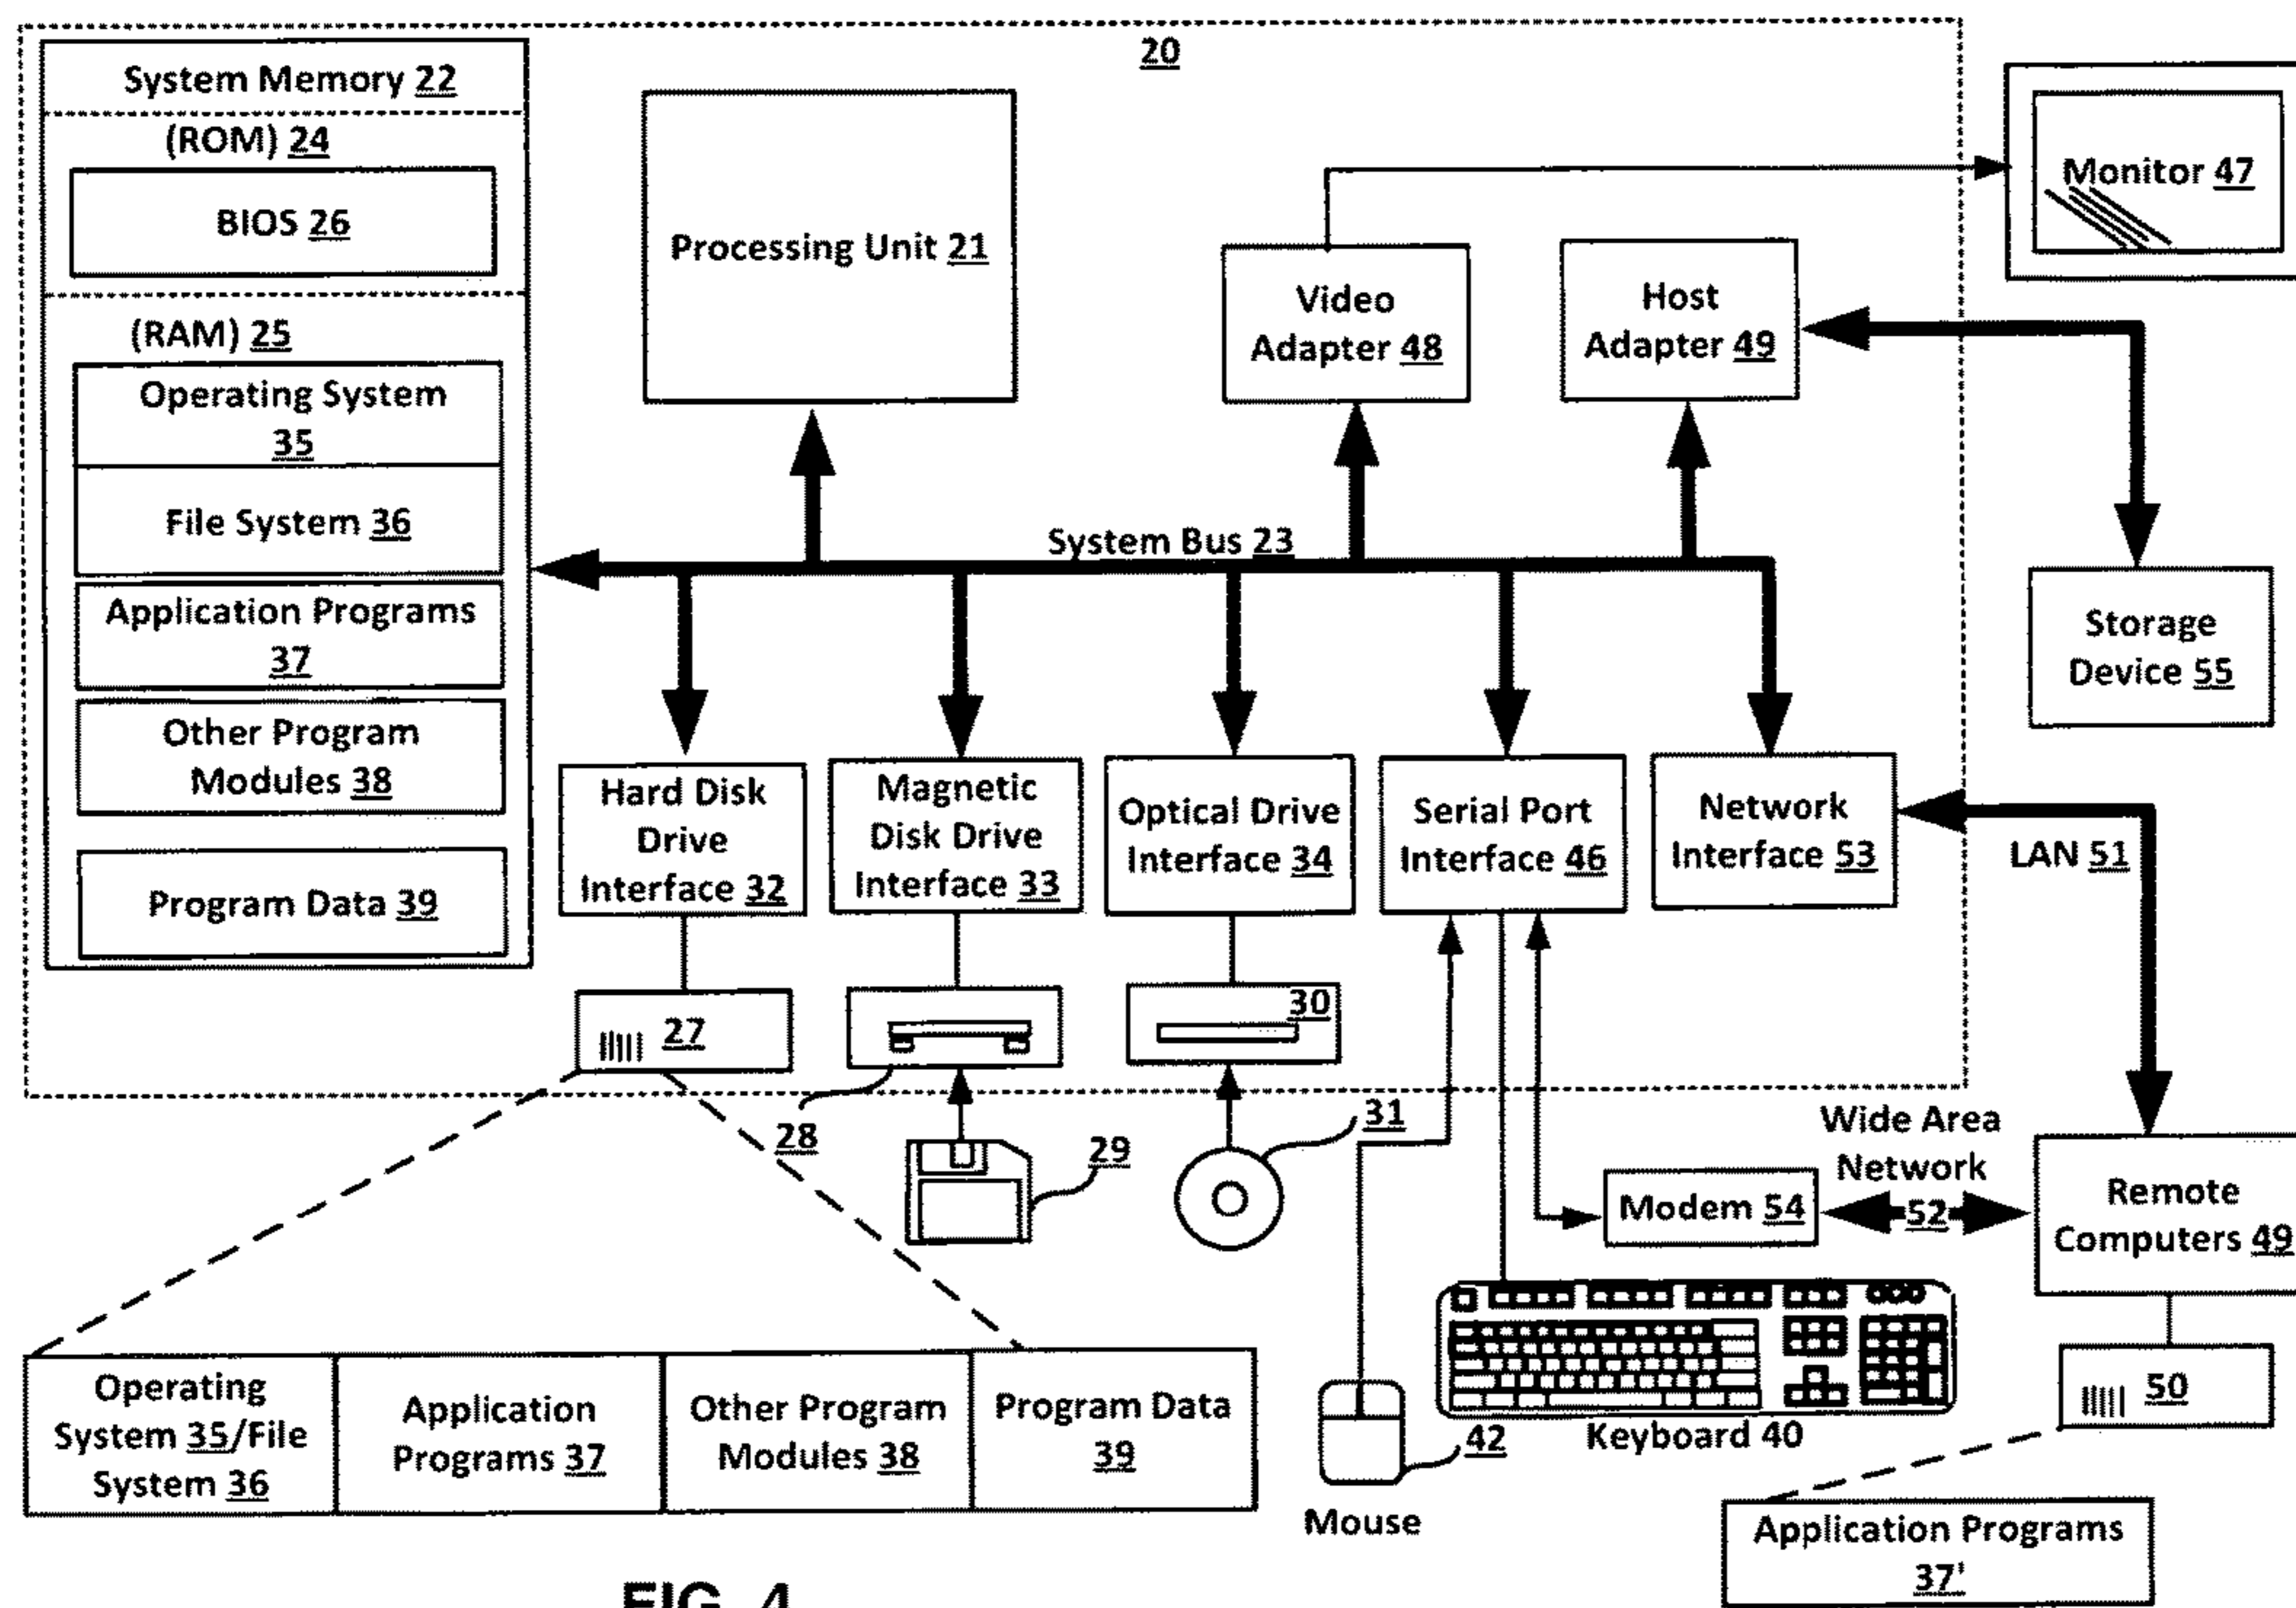 20
System Memory 22
(ROM) 24
BIOS 26
(RAM) 25
Operating System
35
File System 36
Application Programs
37
Other Program
Modules 38
Program Data 39
Processing Unit 21
Video
Adapter 48
Host
Adapter 49
Monitor 47
System Bus 23
Storage
Device 55
Hard Disk
Drive
Interface 32
Magnetic
Disk Drive
Interface 33
Optical Drive
Interface 34
Serial Port
Interface 46
Network
Interface 53
LAN 51
27
28
30
29
31
Wide Area
Network
52
Modem 54
Remote
Computers 49
50
Keyboard 40
42
Mouse
Operating
System 35/File
System 36
Application
Programs 37
Other Program
Modules 38
Program Data
39
Application Programs
37'
FIG. 4